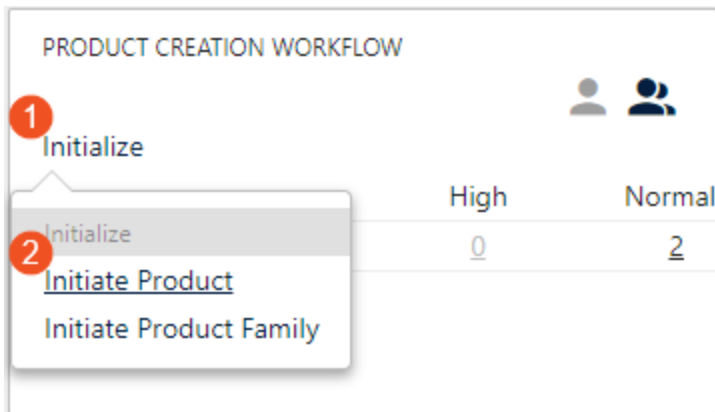 PRODUCT CREATION WORKFLOW
1
Initialize
High Normal
Initialize
0 2
2
Initiate Product
Initiate Product Family